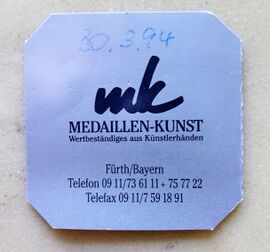 30.3.94
mk
MEDAILLEN-KUNST
Wertbeständiges aus Künstlerhänden
Fürth/Bayern
Telefon 09 11/73 61 11 + 75 77 22
Telefax 09 11/7 59 18 91